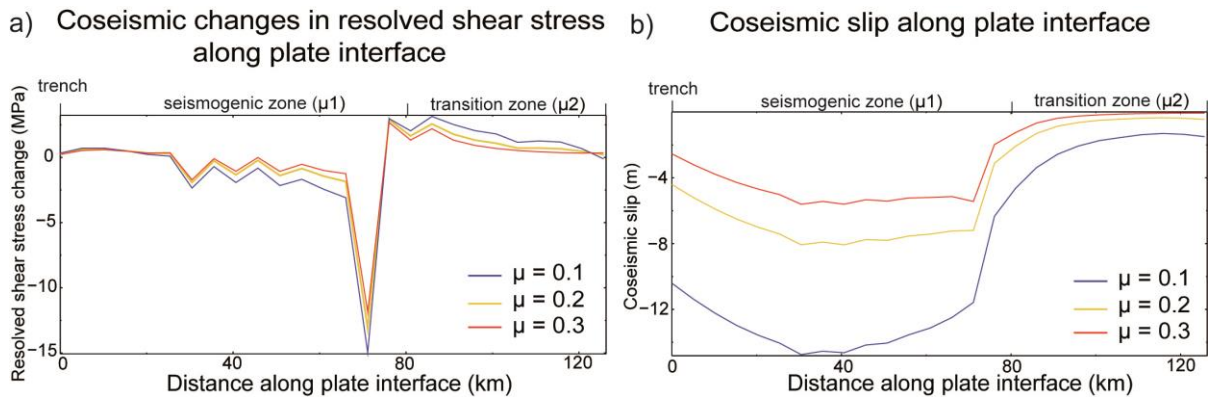 a) Coseismic changes in resolved shear stress
along plate interface
trench
seismogenic zone (μ1)
transition zone (μ2)
Resolved shear stress change (MPa)
0
−5
−10
−15
μ = 0.1
μ = 0.2
μ = 0.3
0
40
80
120
Distance along plate interface (km)
b) Coseismic slip along plate interface
trench
seismogenic zone (μ1)
transition zone (μ2)
Coseismic slip (m)
−4
−8
−12
μ = 0.1
μ = 0.2
μ = 0.3
0
40
80
120
Distance along plate interface (km)